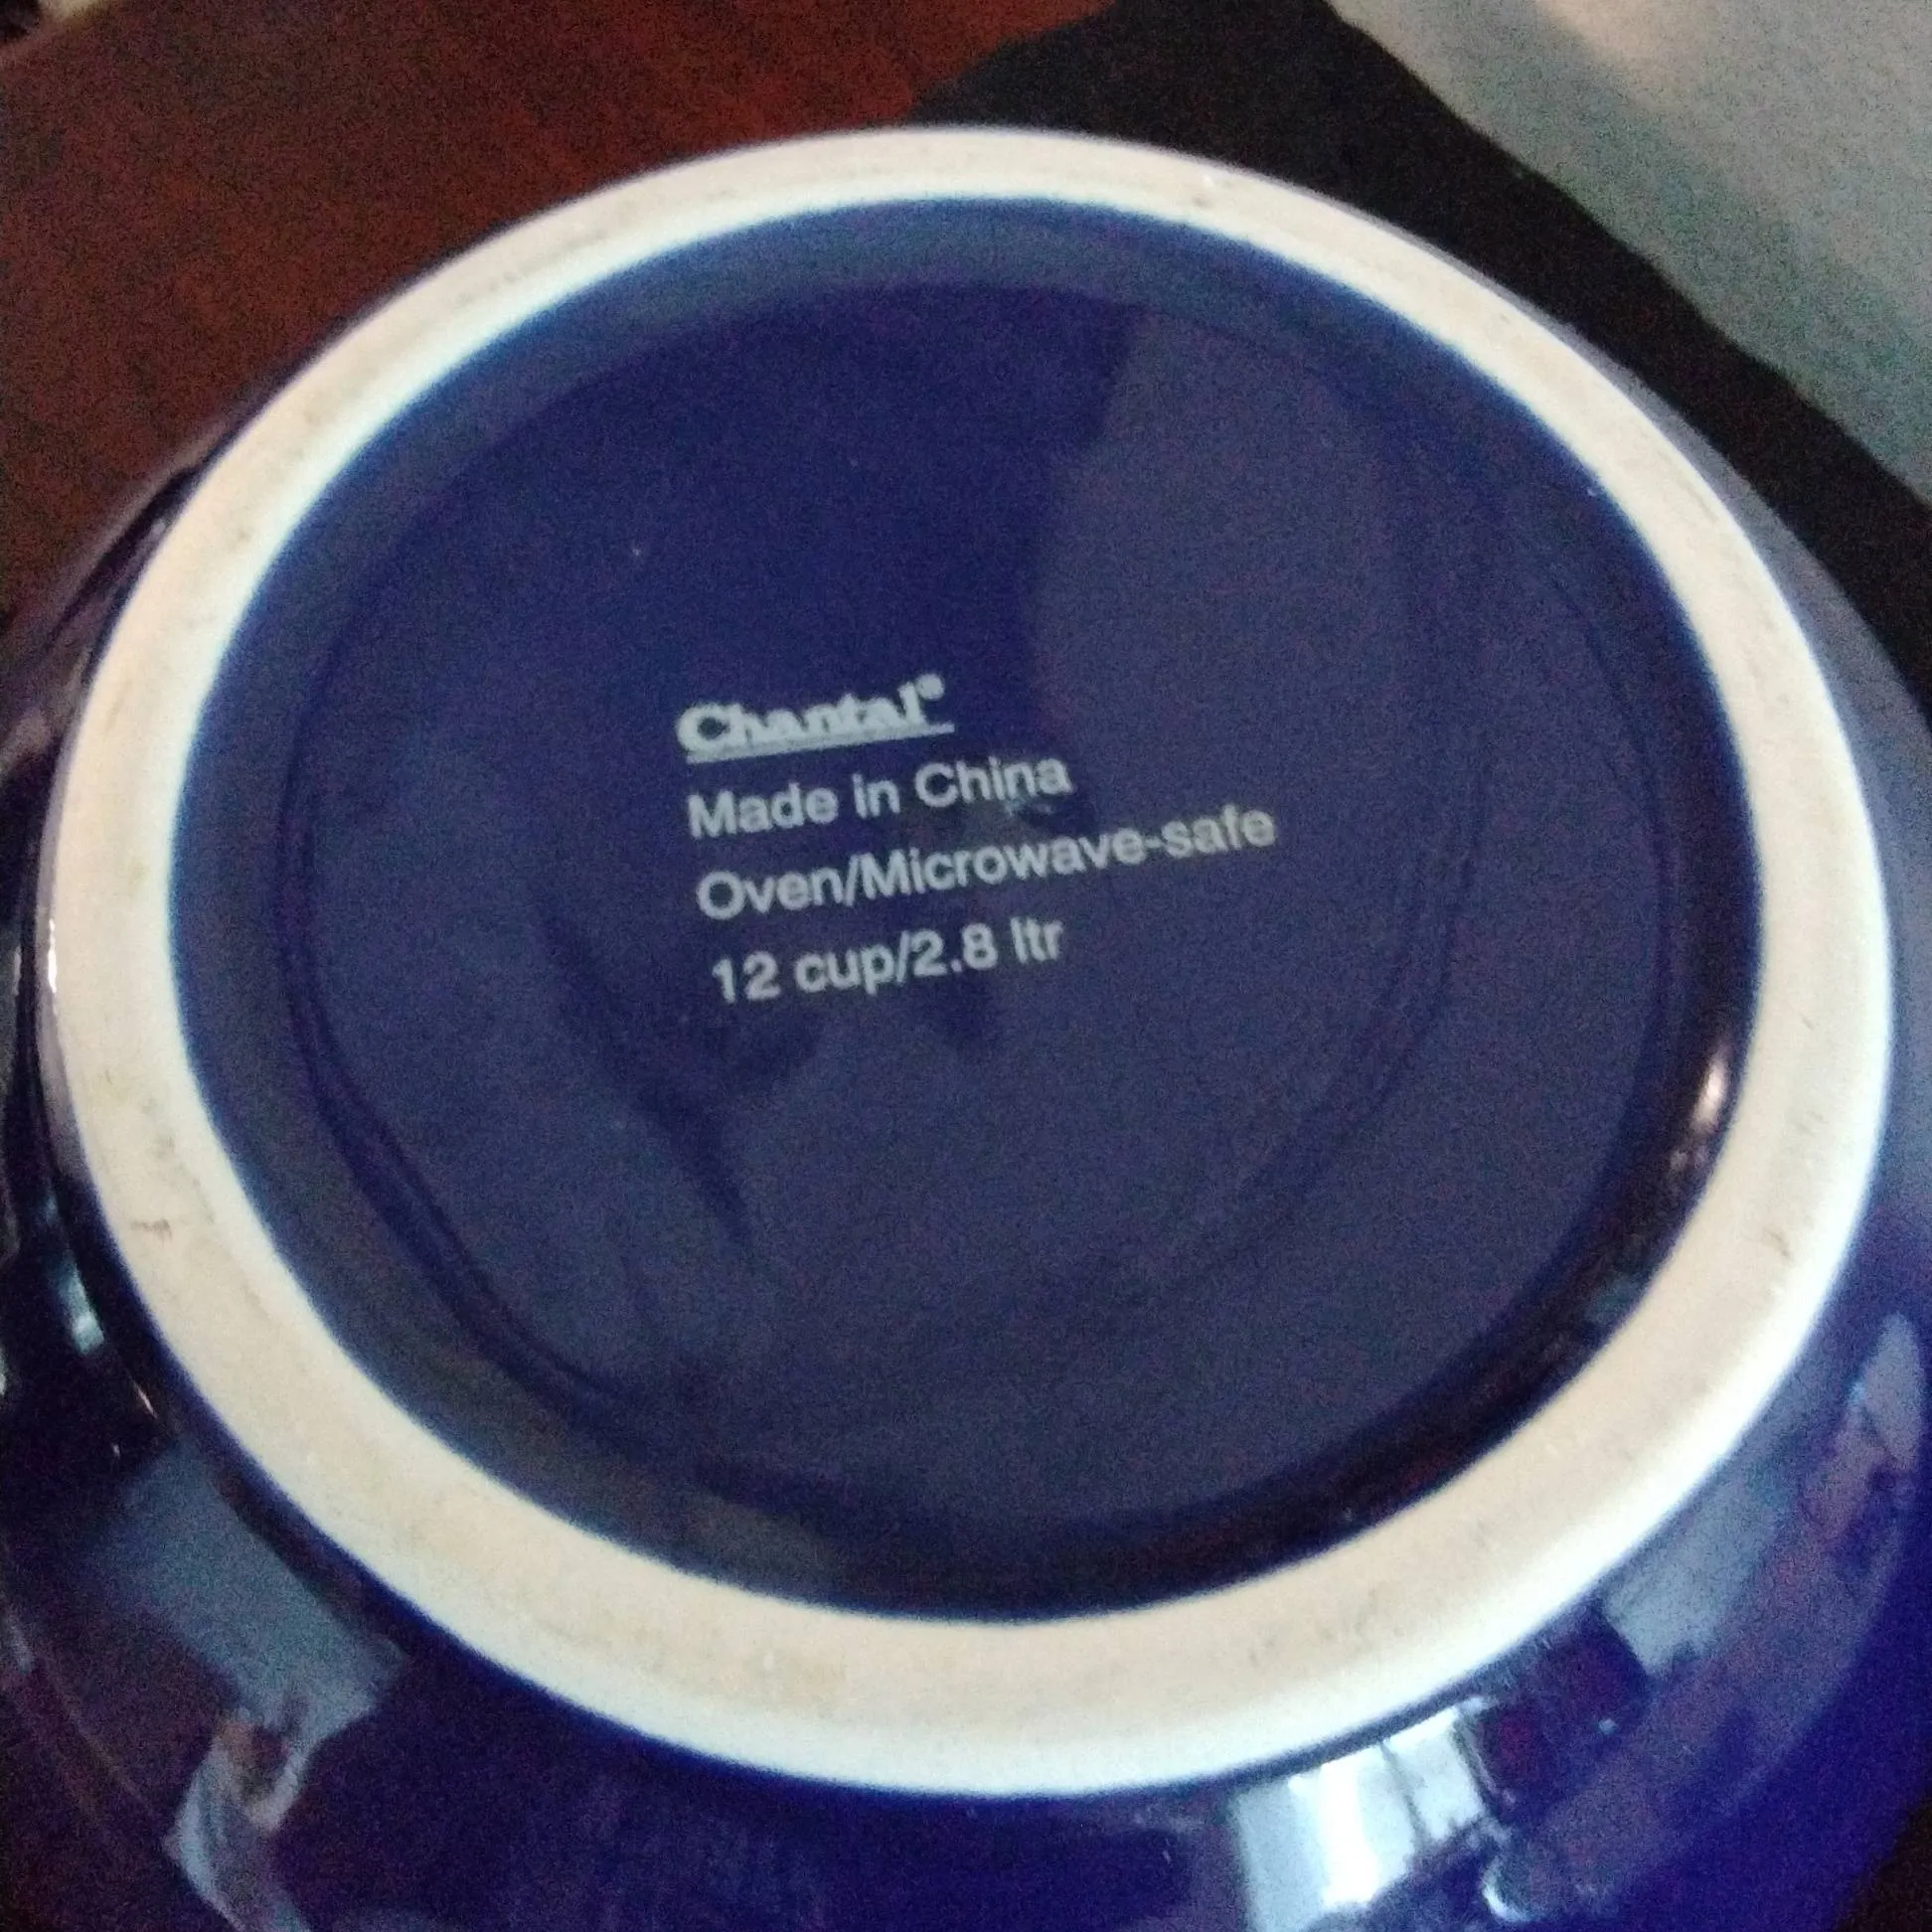 Chantal®
Made in China
Oven/Microwave-safe
12 cup/2.8 ltr